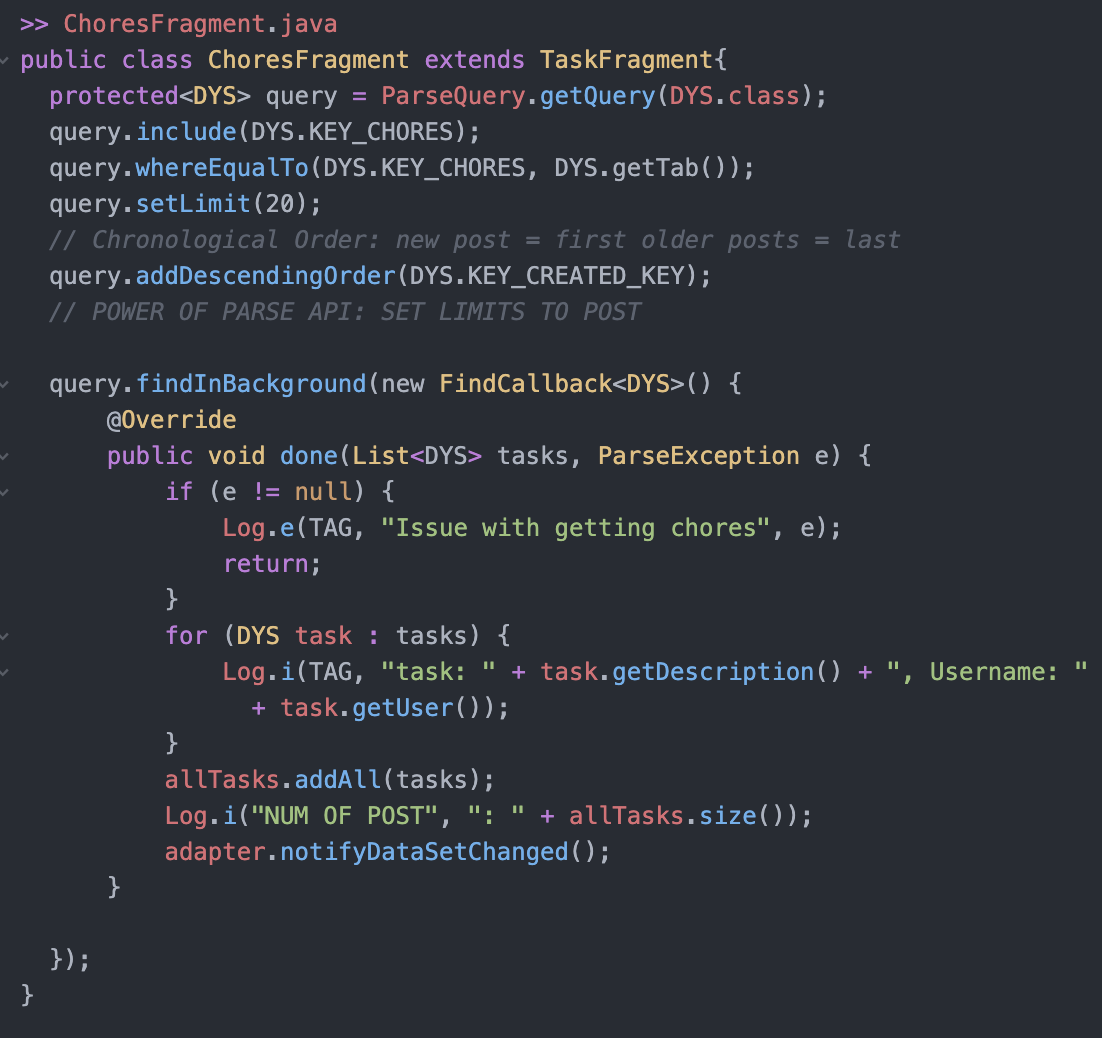 >> ChoresFragment.java
public class ChoresFragment extends TaskFragment{
protected<DYS> query = ParseQuery.getQuery(DYS.class);
query.include(DYS.KEY_CHORES);
query.whereEqualTo(DYS.KEY_CHORES, DYS.getTab());
query.setLimit(20);
// Chronological Order: new post = first older posts = last
query.addDescendingOrder(DYS.KEY_CREATED_KEY);
// POWER OF PARSE API: SET LIMITS TO POST
query.findInBackground(new FindCallback<DYS>() {
@Override
public void done(List<DYS> tasks, ParseException e) {
if (e != null) {
Log.e(TAG, "Issue with getting chores", e);
return;
}
for (DYS task : tasks) {
Log.i(TAG, "task: " + task.getDescription() + ", Username: "
+ task.getUser());
}
allTasks.addAll(tasks);
Log.i("NUM OF POST", ": " + allTasks.size());
adapter.notifyDataSetChanged();
}
});
}